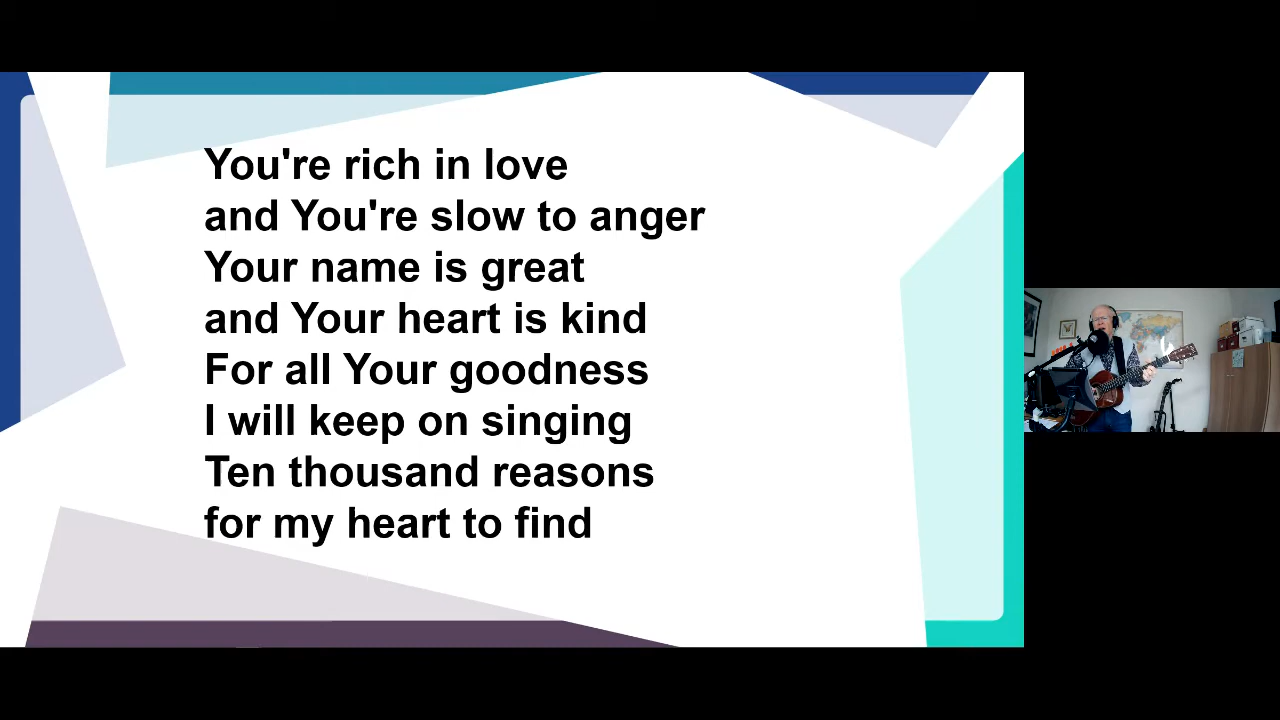 You're rich in love
and You're slow to anger
Your name is great
and Your heart is kind
For all Your goodness
I will keep on singing
Ten thousand reasons
for my heart to find